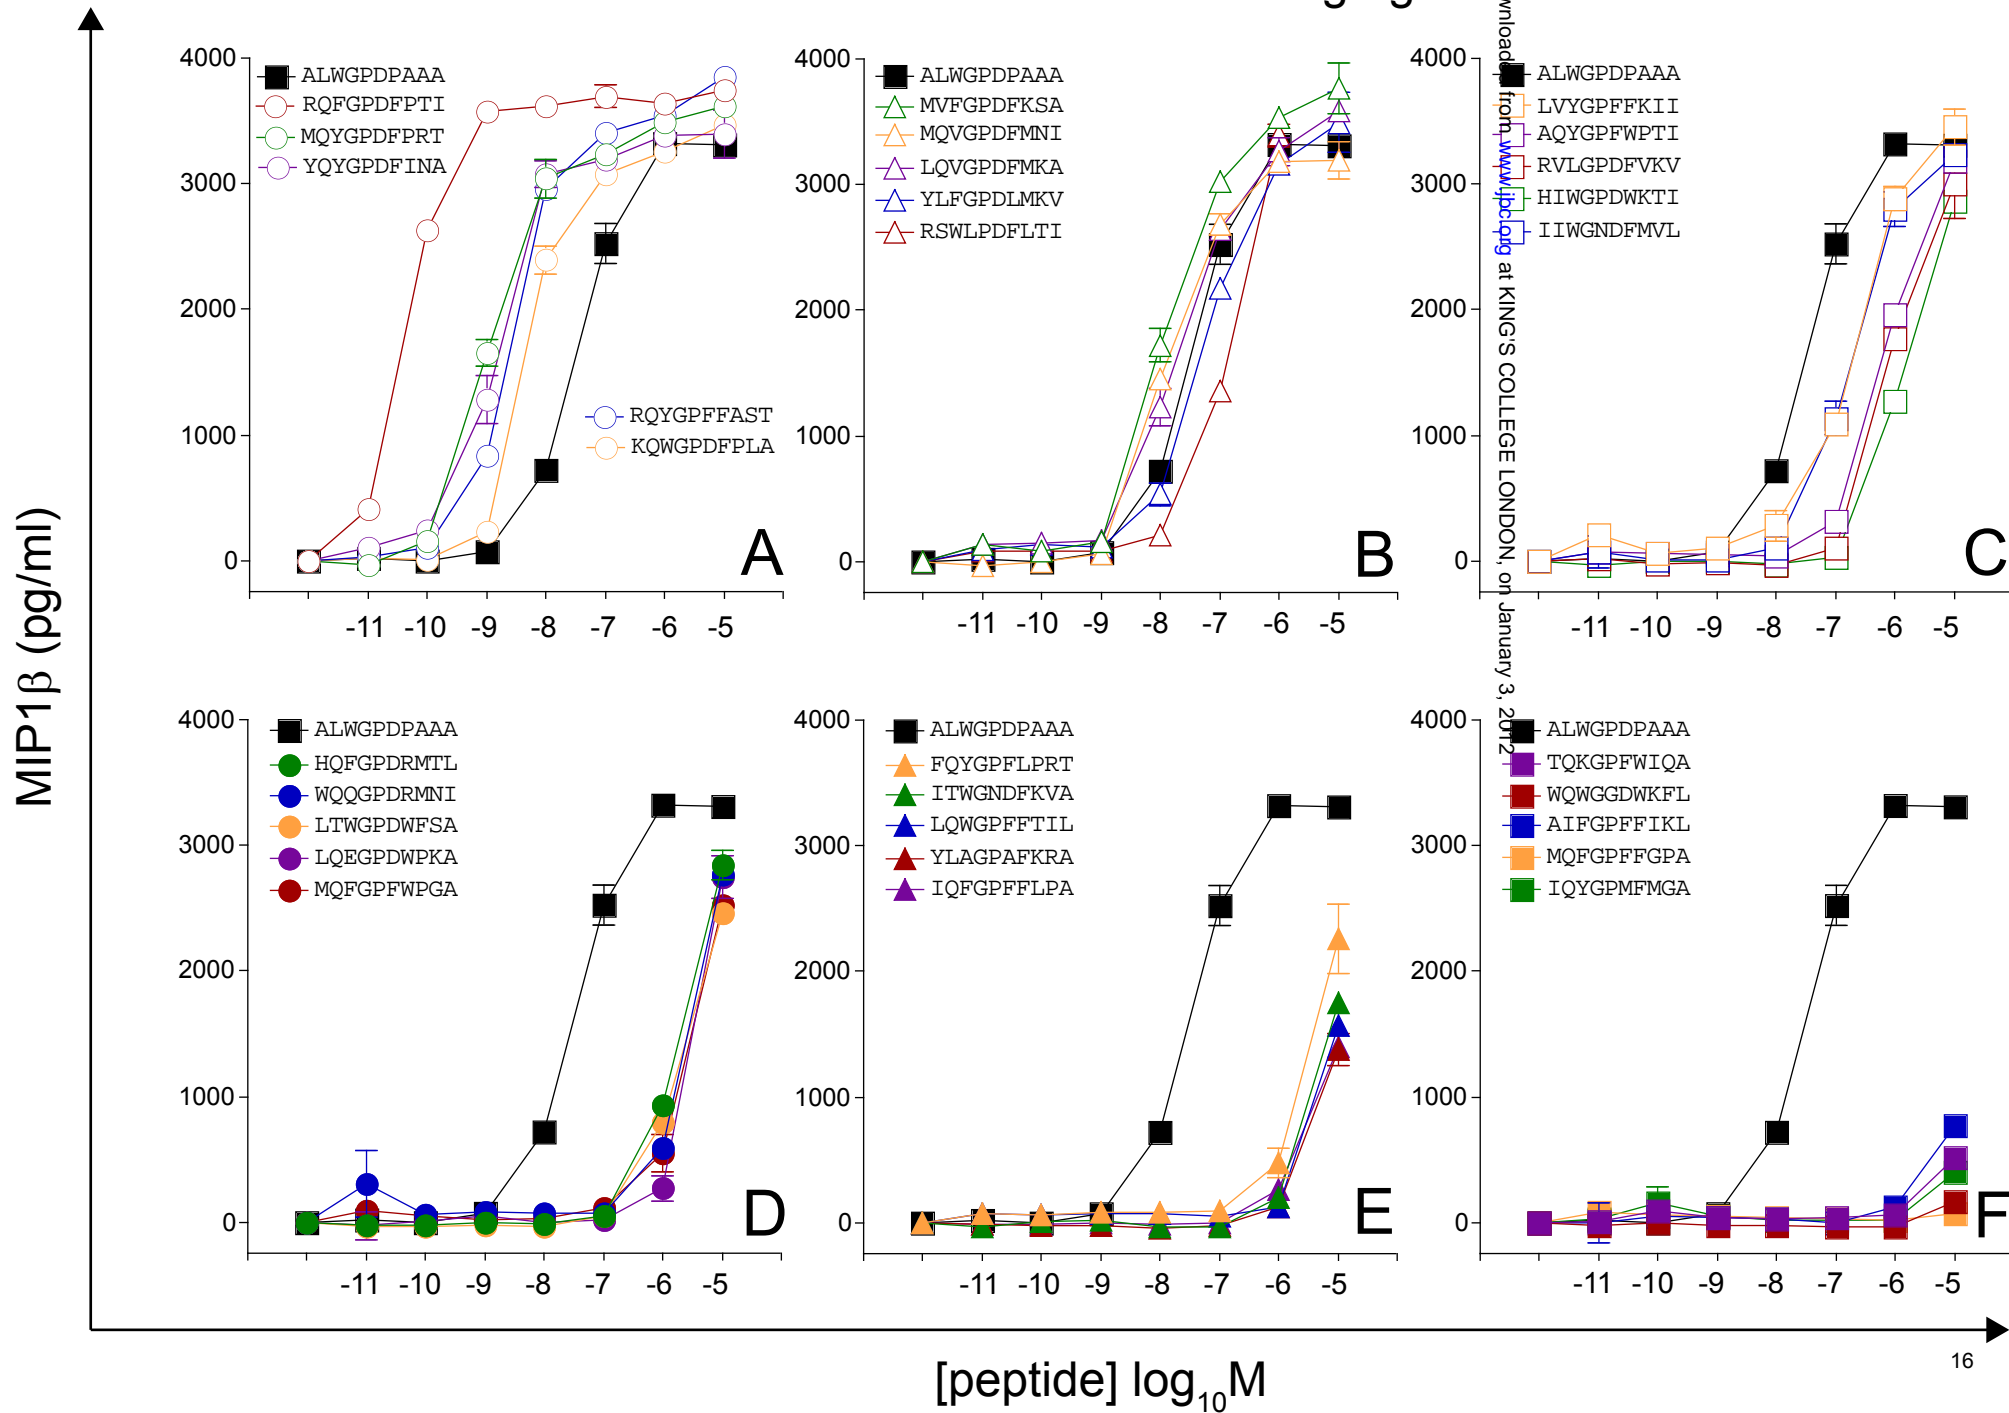 4000
3000
2000
1000
0
ALWGPDPAAA
RQFGPDFPTI
MQYGPDFPRT
YQYGPDFINA
RQYGPFFAST
KQWGPDFPLA
A
-11 -10 -9 -8 -7 -6 -5
4000
3000
2000
1000
0
ALWGPDPAAA
MVFGPDFKSA
MQVGPDFMNI
LQVGPDFMKA
YLFGPDLMKV
RSWLPDFLTI
B
-11 -10 -9 -8 -7 -6 -5
4000
3000
2000
1000
0
ALWGPDPAAA
LVYGPFFKII
AQYGPFWPTI
RVLGPDFVKV
HIWGPDWKTI
IIWGNDFMVL
C
-11 -10 -9 -8 -7 -6 -5
from www.jbc.org at KING'S COLLEGE LONDON, on January 3, 2012
MIP1β (pg/ml)
4000
3000
2000
1000
0
ALWGPDPAAA
HQFGPDRMTL
WQQGPDRMNI
LTWGPDWFSA
LQEGPDWPKA
MQFGPFWPGA
D
-11 -10 -9 -8 -7 -6 -5
4000
3000
2000
1000
0
ALWGPDPAAA
FQYGPFLPRT
ITWGNDFKVA
LQWGPFFTIL
YLAGPAFKRA
IQFGPFFLPA
E
-11 -10 -9 -8 -7 -6 -5
4000
3000
2000
1000
0
ALWGPDPAAA
TQKGPFWIQA
WQWGGDWKFL
AIFGPFFIKL
MQFGPFFGPA
IQYGPMFMGA
F
-11 -10 -9 -8 -7 -6 -5
[peptide] log10M
16